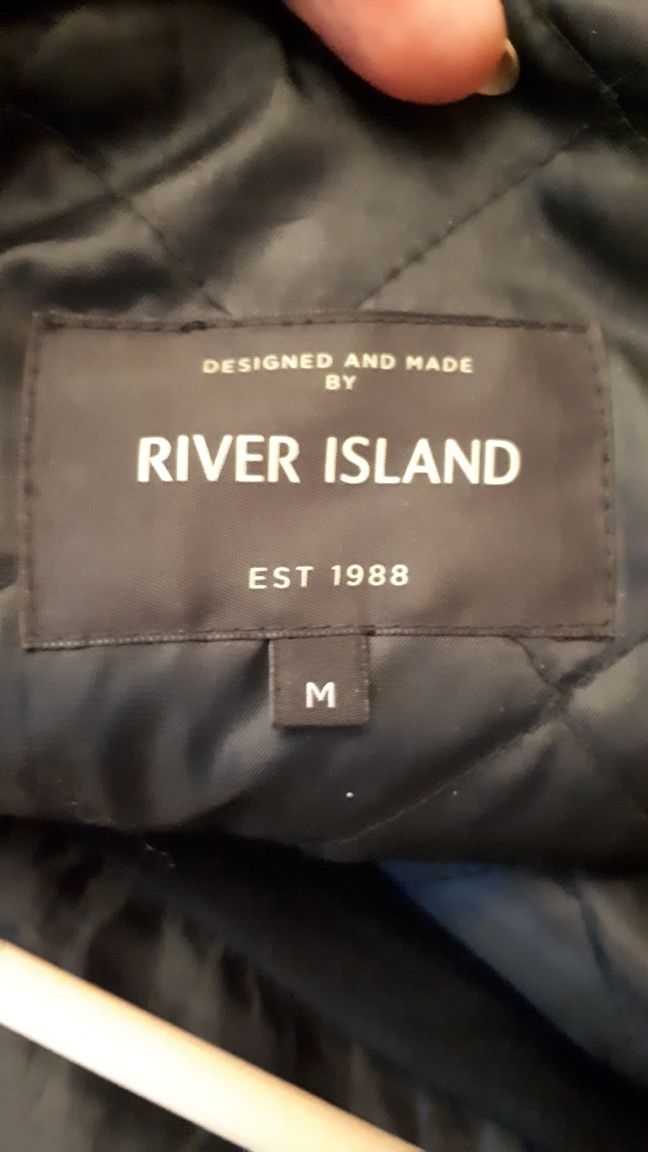 DESIGNED AND MADE
BY
RIVER ISLAND
EST 1988
M